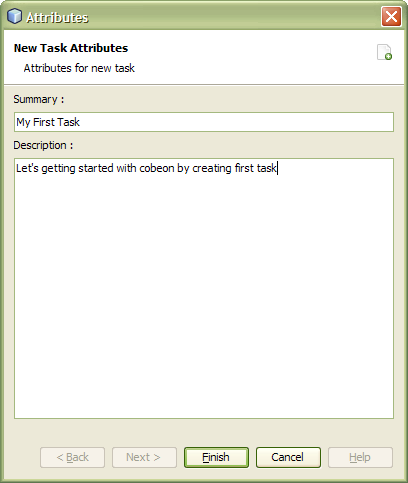 Attributes
New Task Attributes
Attributes for new task
Summary :
My First Task
Description :
Let's getting started with cobeon by creating first task
< Back Next > Finish Cancel Help